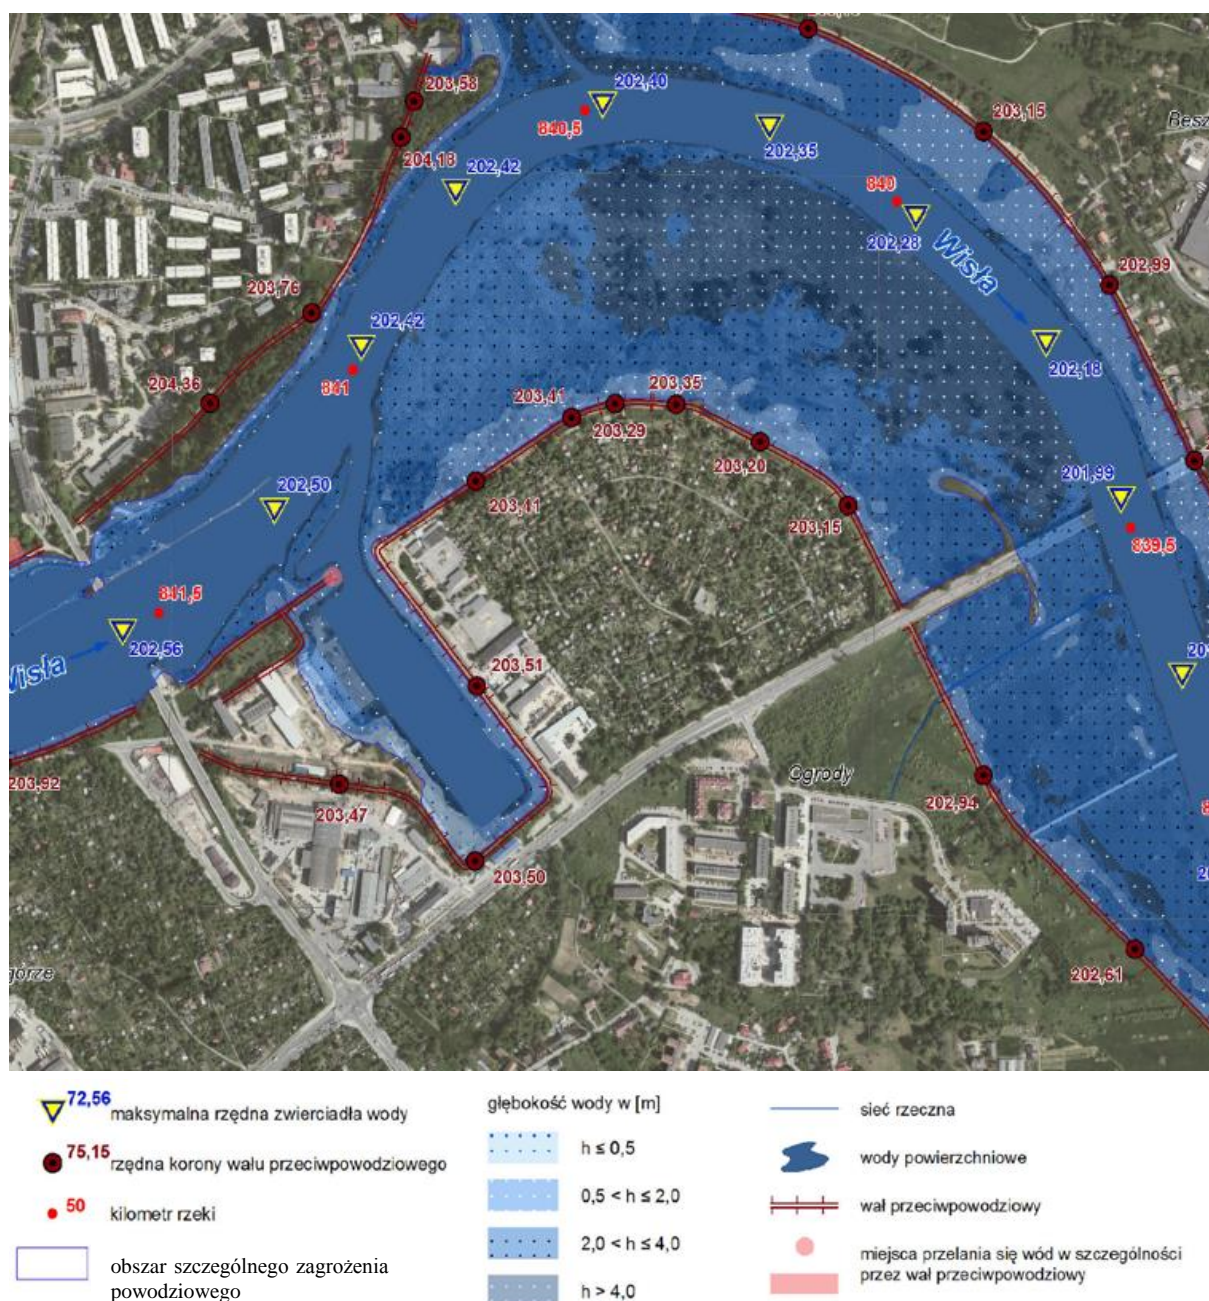 203,58
202,40
840,5
203,15
204,18
202,35
202,42
840
202,28
Wisła
202,99
203,76
202,42
202,18
841
204,36
203,41
203,35
203,29
203,20
202,50
203,41
203,15
201,99
839,5
841,5
202,56
Wisła
203,51
Ogrody
203,92
203,47
202,94
203,50
202,61
72,56
maksymalna rzędna zwierciadła wody
75,15
rzędna korony wału przeciwpowodziowego
50
kilometr rzeki
obszar szczególnego zagrożenia
powodziowego
głębokość wody w [m]
h ≤ 0,5
0,5 < h ≤ 2,0
2,0 < h ≤ 4,0
h > 4,0
sieć rzeczna
wody powierzchniowe
wał przeciwpowodziowy
miejsca przelania się wód w szczególności
przez wał przeciwpowodziowy